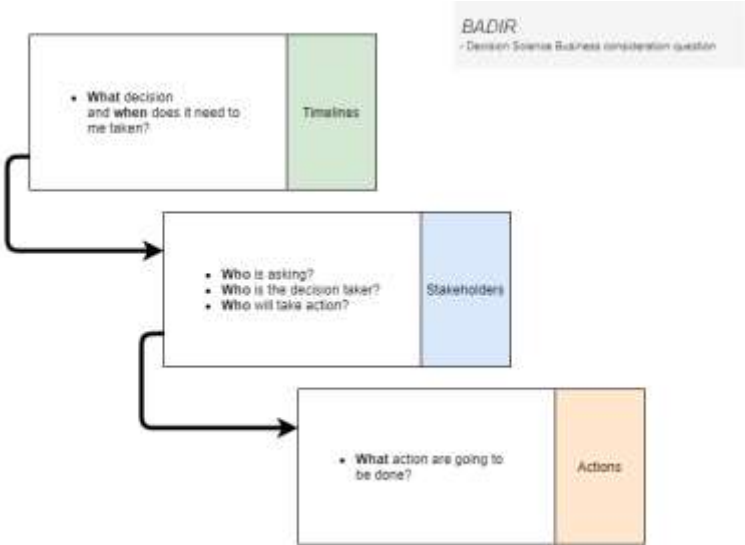 BADIR
- Decision Science Business consideration question
• What decision
and when does it need to
me taken?
Timelines
• Who is asking?
• Who is the decision taker?
• Who will take action?
Stakeholders
• What action are going to
be done?
Actions